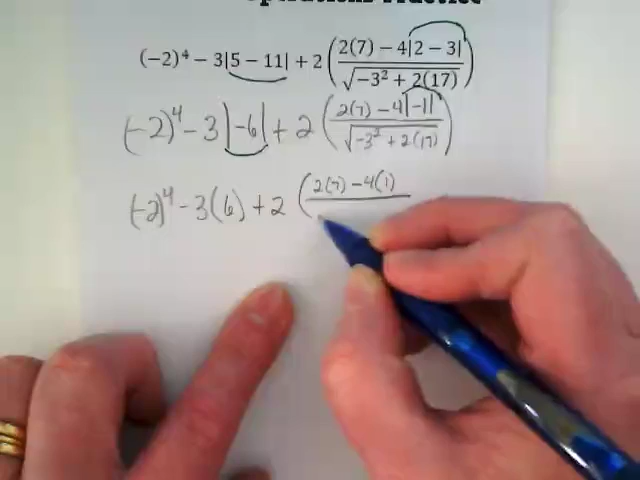 Operations Practice
(-2)⁴ − 3|5 − 11| + 2 ( (2(7) − 4|2 − 3|) / √(−3² + 2(17)) )
(-2)⁴ - 3|-6| + 2 ( (2(7) - 4|-1|) / √(-3² + 2(17)) )
(-2)⁴ - 3(6) + 2 ( 2(7) - 4(1)